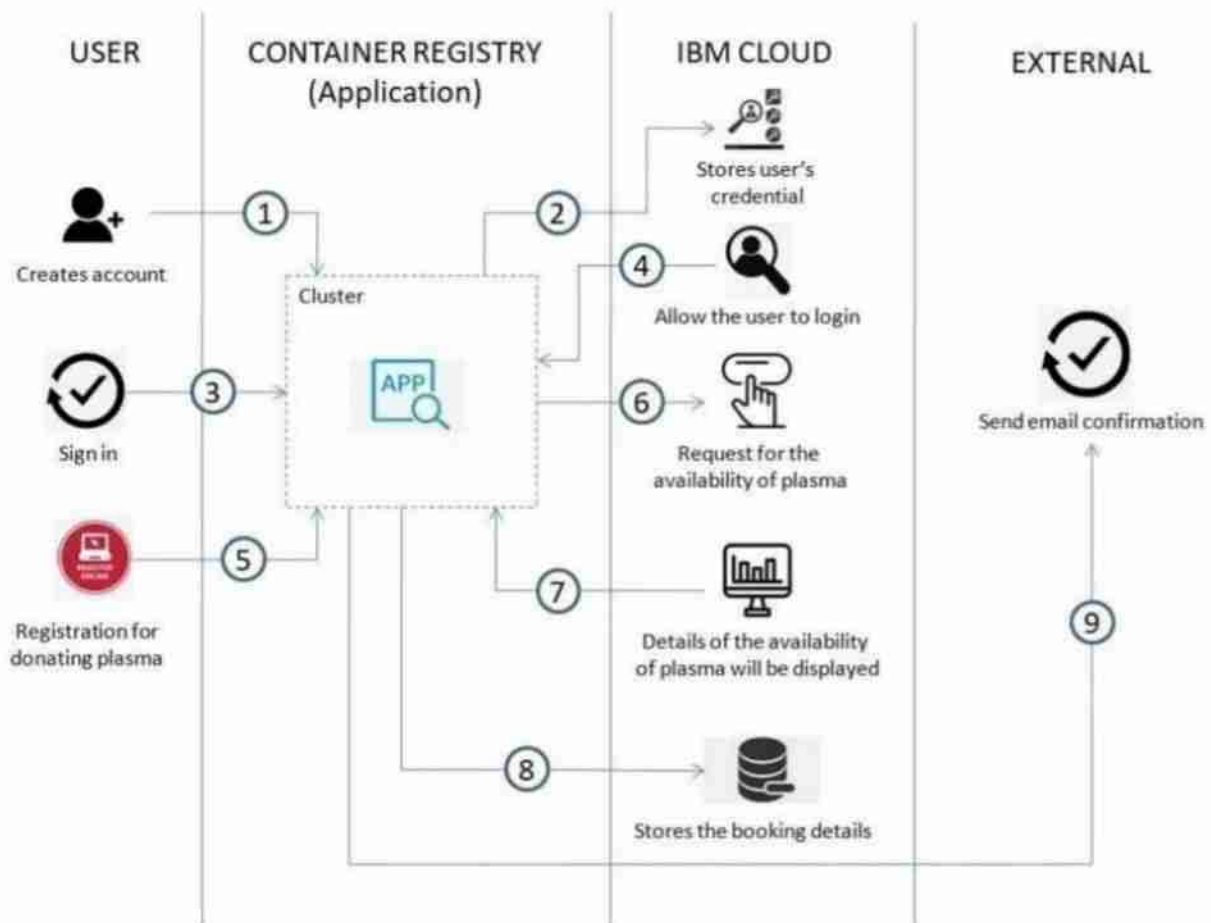 USER
CONTAINER REGISTRY
(Application)
IBM CLOUD
EXTERNAL
Stores user's
credential
1
2
Creates account
4
Cluster
Allow the user to login
APP
3
6
Sign in
Request for the
availability of plasma
Send email confirmation
5
7
Registration for
donating plasma
Details of the availability
of plasma will be displayed
9
8
Stores the booking details